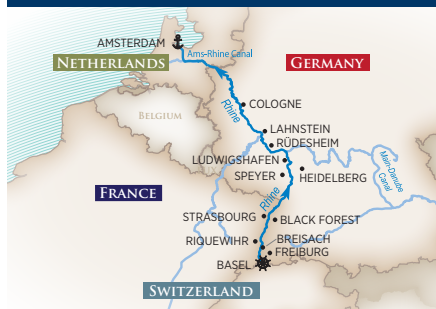 AMSTERDAM
Ams-Rhine Canal
NETHERLANDS
GERMANY
Rhine
COLOGNE
BELGIUM
LAHNSTEIN
RÜDESHEIM
LUDWIGSHAFEN
SPEYER
HEIDELBERG
Main-Danube
Canal
FRANCE
Rhine
STRASBOURG
BLACK FOREST
RIQUEWIHR
BREISACH
FREIBURG
BASEL
SWITZERLAND